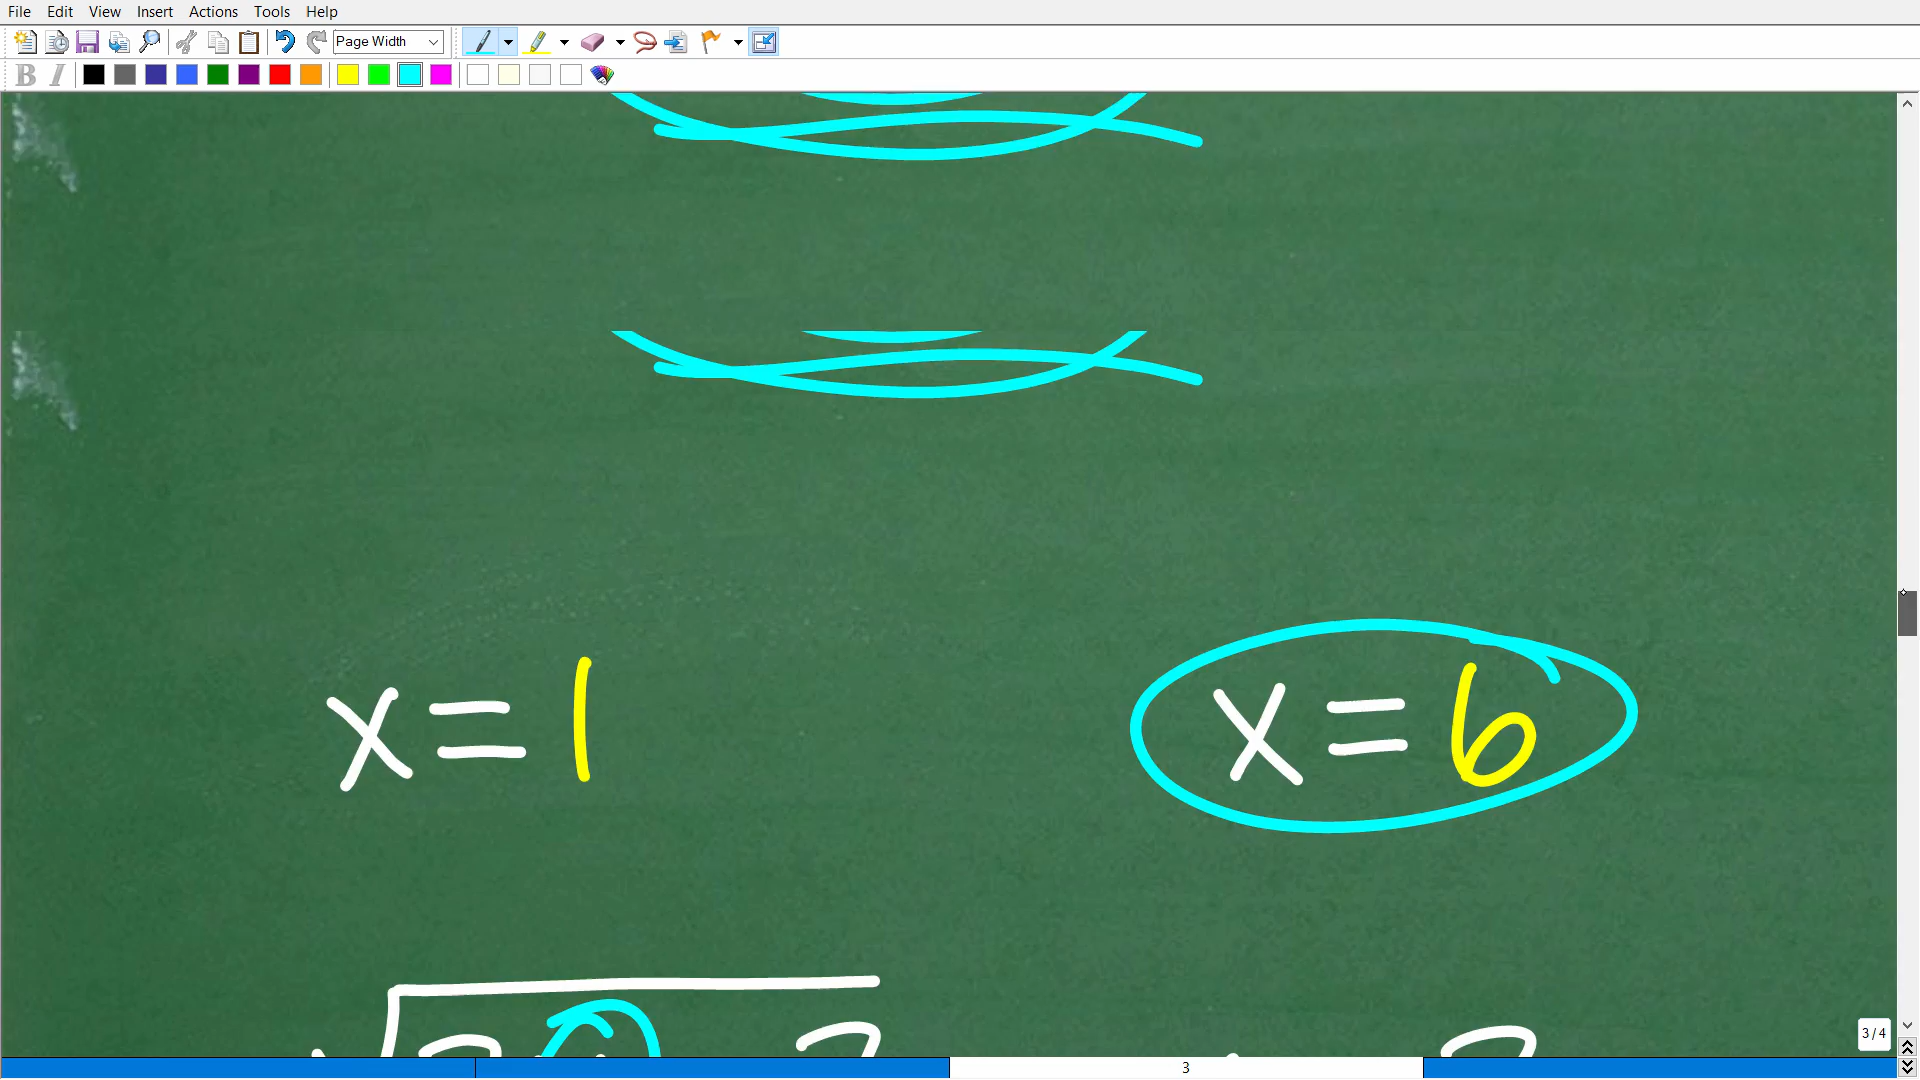 File Edit View Insert Actions Tools Help
Page Width
B I
x = 1 x = 6
3 / 4
3